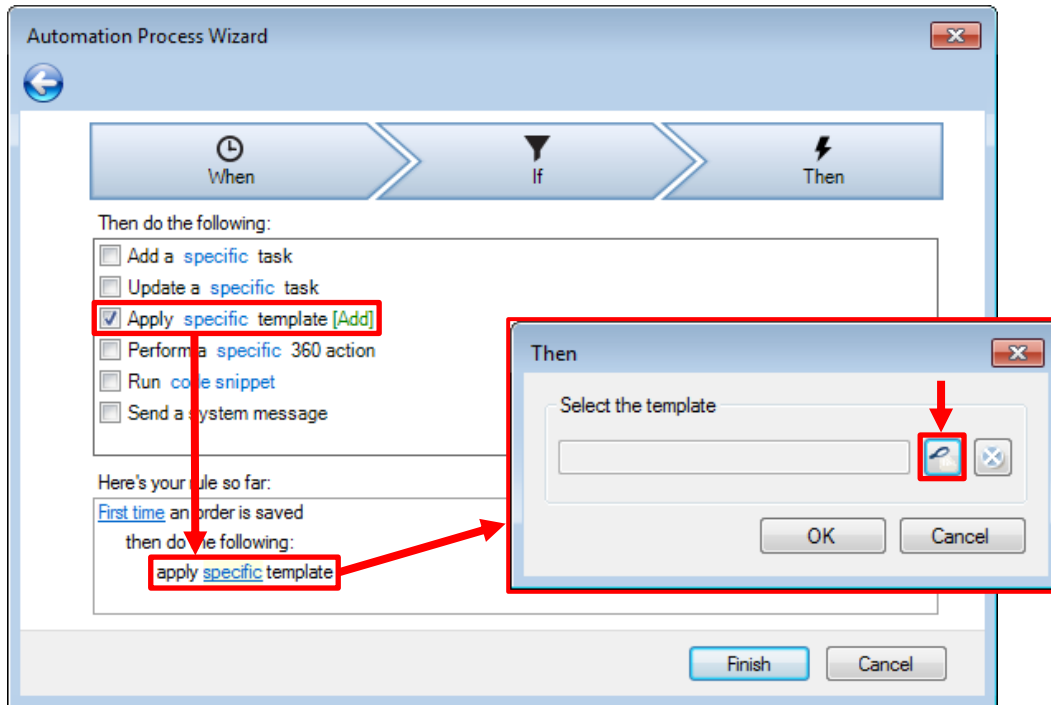 Automation Process Wizard
When
If
Then
Then do the following:
Add a specific task
Update a specific task
Apply specific template [Add]
Perform a specific 360 action
Run code snippet
Send a system message
Here's your rule so far:
First time an order is saved
then do the following:
apply specific template
Then
Select the template
OK
Cancel
Finish
Cancel